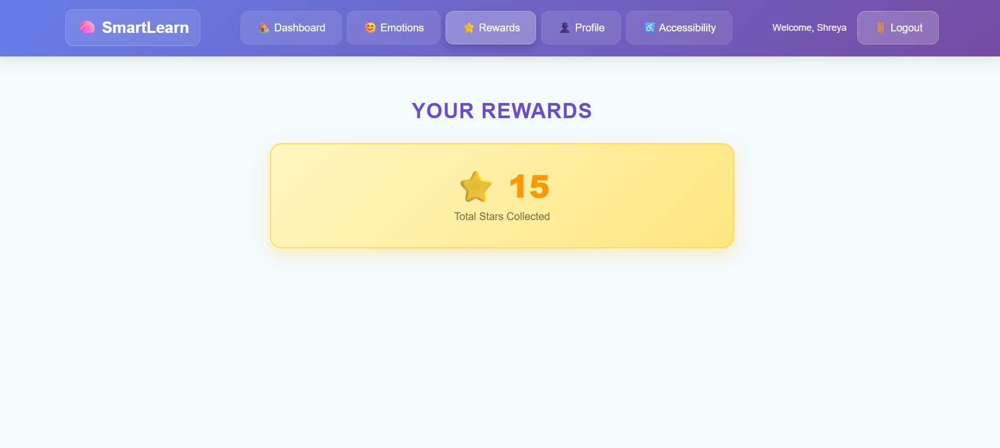 SmartLearn
Dashboard
Emotions
Rewards
Profile
Accessibility
Welcome, Shreya
Logout
YOUR REWARDS
15
Total Stars Collected